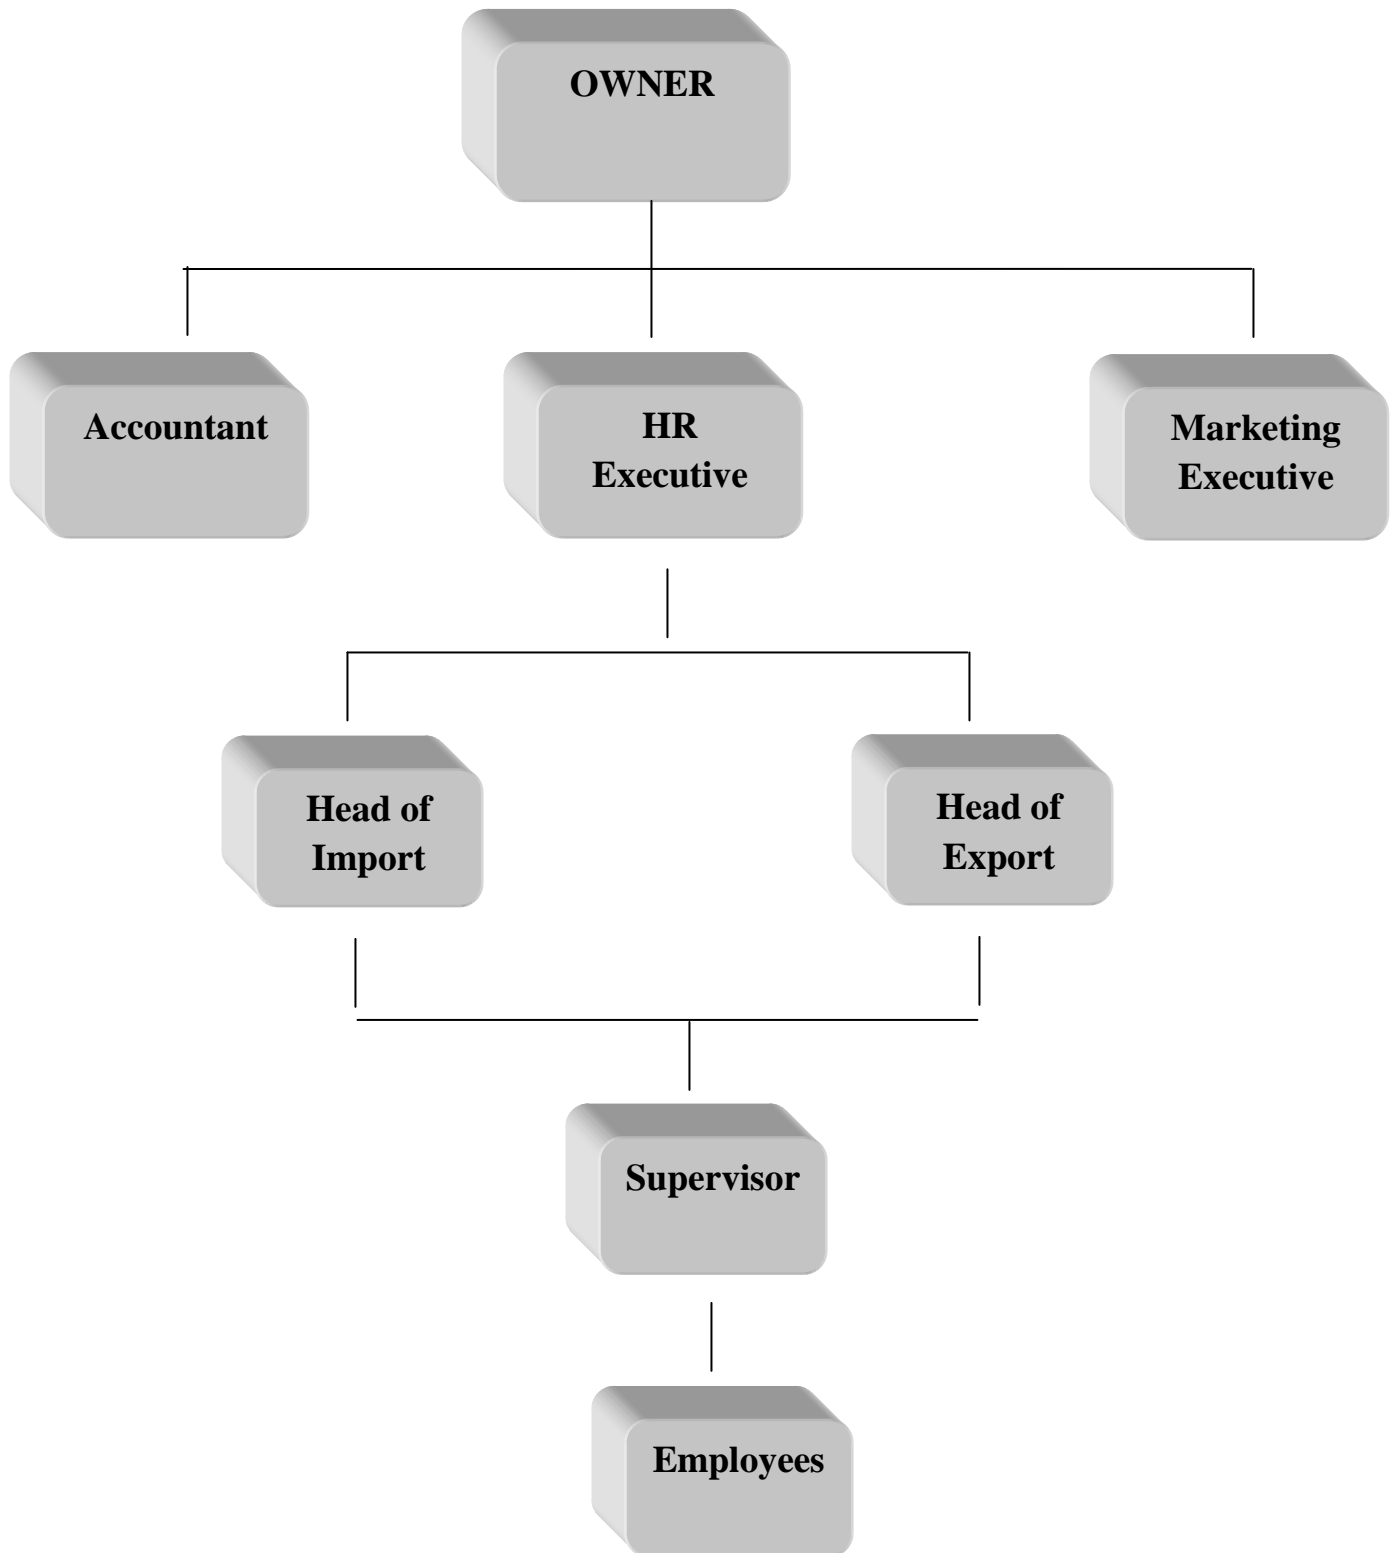 OWNER
Accountant
HR
Executive
Marketing
Executive
Head of
Import
Head of
Export
Supervisor
Employees